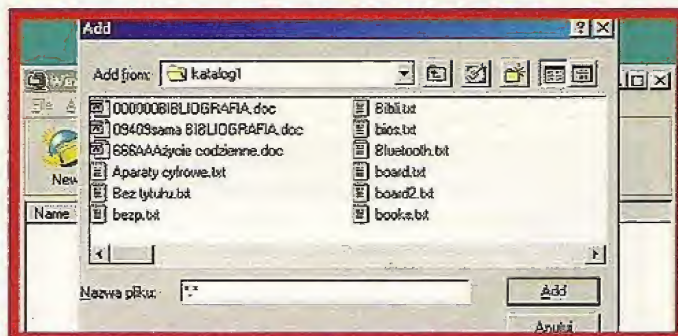 Add
Add from: katalog1
000000BIBLIOGRAFIA.doc
09409sama BIBLIOGRAFIA.doc
666AAAżycie codzienne.doc
Aparaty cyfrowe.txt
Bez tytułu.txt
bezp.txt
Bibli.txt
bios.txt
Bluetooth.txt
board.txt
board2.txt
books.txt
New
Name
Nazwa pliku: *.*
Add
Anuluj